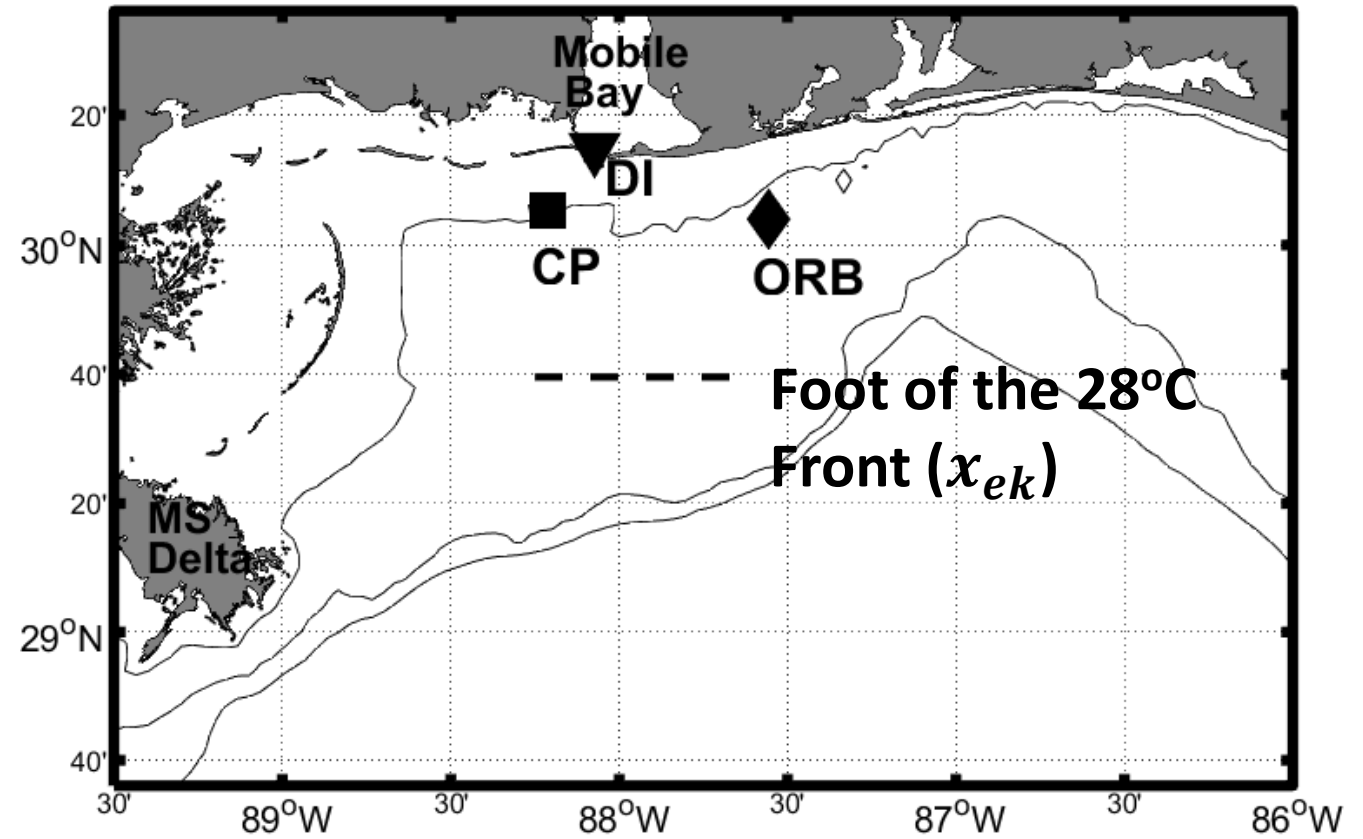 Mobile
Bay
20'
DI
30°N
CP
ORB
40'
Foot of the 28°C
Front (𝒙𝒆𝒌)
20'
MS
Delta
29°N
40'
30'
89°W
30'
88°W
30'
87°W
30'
86°W